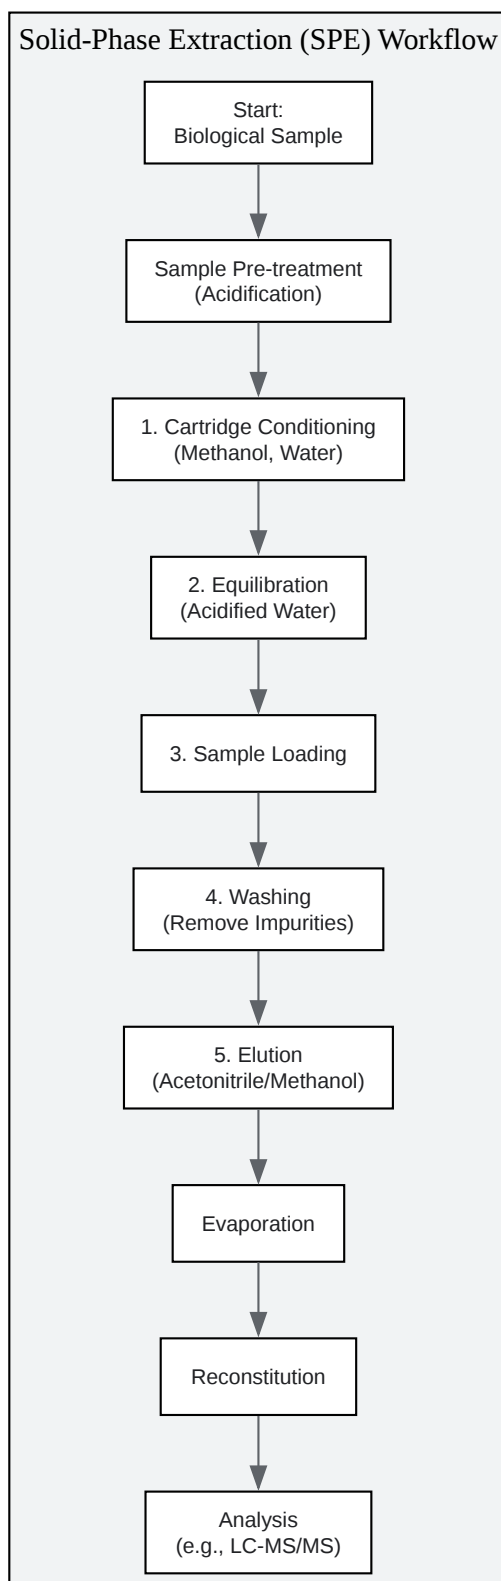 Solid-Phase Extraction (SPE) Workflow
Start:
Biological Sample
Sample Pre-treatment
(Acidification)
1. Cartridge Conditioning
(Methanol, Water)
2. Equilibration
(Acidified Water)
3. Sample Loading
4. Washing
(Remove Impurities)
5. Elution
(Acetonitrile/Methanol)
Evaporation
Reconstitution
Analysis
(e.g., LC-MS/MS)